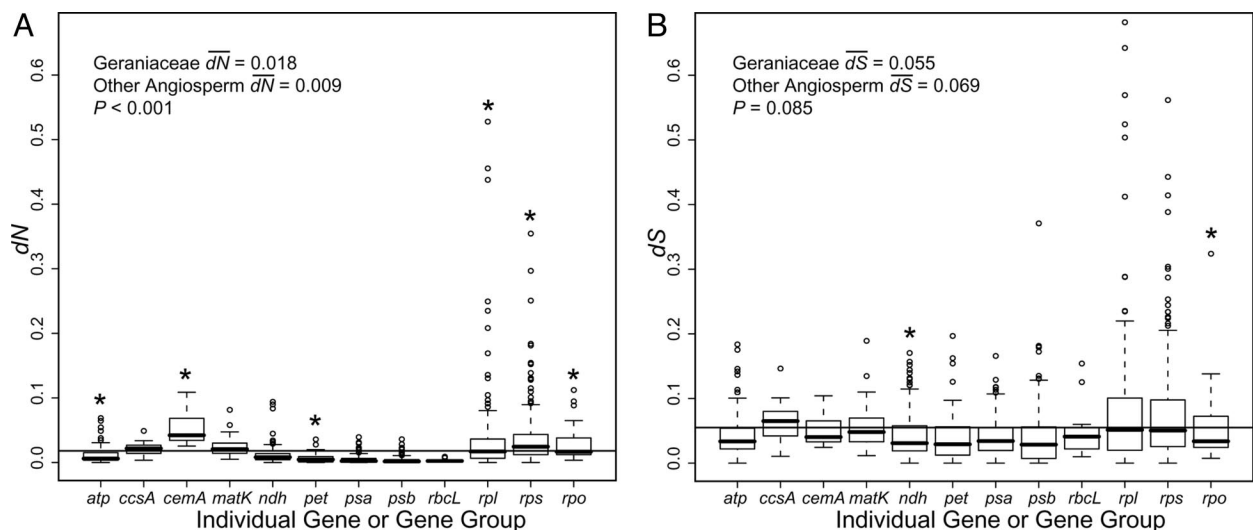 A
Geraniaceae dN = 0.018
Other Angiosperm dN = 0.009
P < 0.001
dN
0.6
0.5
0.4
0.3
0.2
0.1
0.0
*
*
*
*
*
*
atp ccsA cemA matK ndh pet psa psb rbcL rpl rps rpo
Individual Gene or Gene Group
B
Geraniaceae dS = 0.055
Other Angiosperm dS = 0.069
P = 0.085
dS
0.6
0.5
0.4
0.3
0.2
0.1
0.0
*
*
atp ccsA cemA matK ndh pet psa psb rbcL rpl rps rpo
Individual Gene or Gene Group